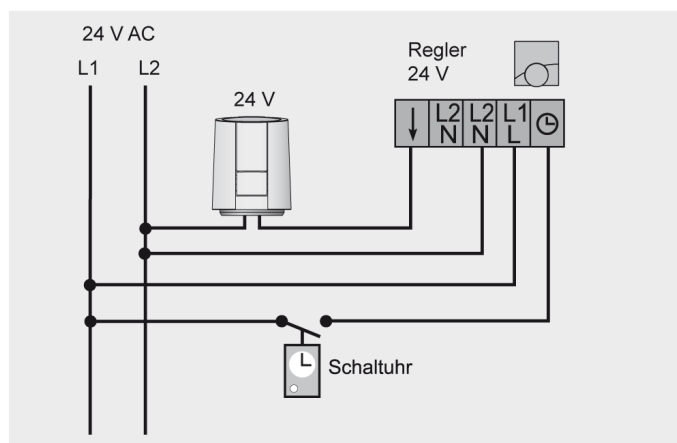 24 V AC
L1 L2
24 V
Regler
24 V
L2 L2 L1
N N L
Schaltuhr